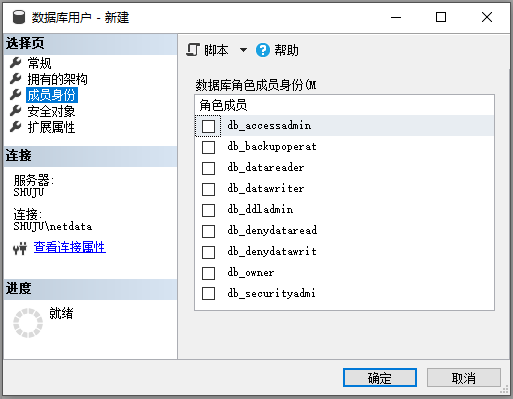 数据库用户 - 新建
选择页
常规
拥有的架构
成员身份
安全对象
扩展属性
连接
服务器:
SHUJU
连接:
SHUJU\netdata
查看连接属性
进度
就绪
脚本
帮助
数据库角色成员身份(M
角色成员
db_accessadmin
db_backupoperat
db_datareader
db_datawriter
db_ddladmin
db_denydataread
db_denydatawrit
db_owner
db_securityadmi
确定
取消